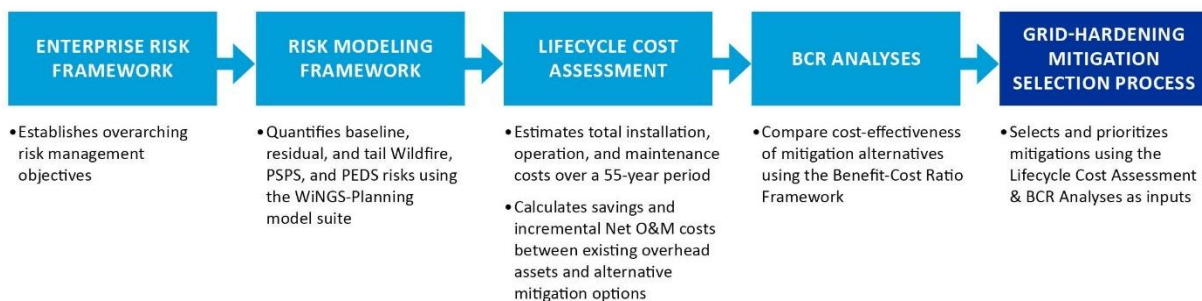 ENTERPRISE RISK
FRAMEWORK
RISK MODELING
FRAMEWORK
LIFECYCLE COST
ASSESSMENT
BCR ANALYSES
GRID-HARDENING
MITIGATION
SELECTION PROCESS
•Establishes overarching
risk management
objectives
•Quantifies baseline,
residual, and tail Wildfire,
PSPS, and PEDS risks using
the WiNGS-Planning
model suite
•Estimates total installation,
operation, and maintenance
costs over a 55-year period
•Calculates savings and
incremental Net O&M costs
between existing overhead
assets and alternative
mitigation options
•Compare cost-effectiveness
of mitigation alternatives
using the Benefit-Cost Ratio
Framework
•Selects and prioritizes
mitigations using the
Lifecycle Cost Assessment
& BCR Analyses as inputs